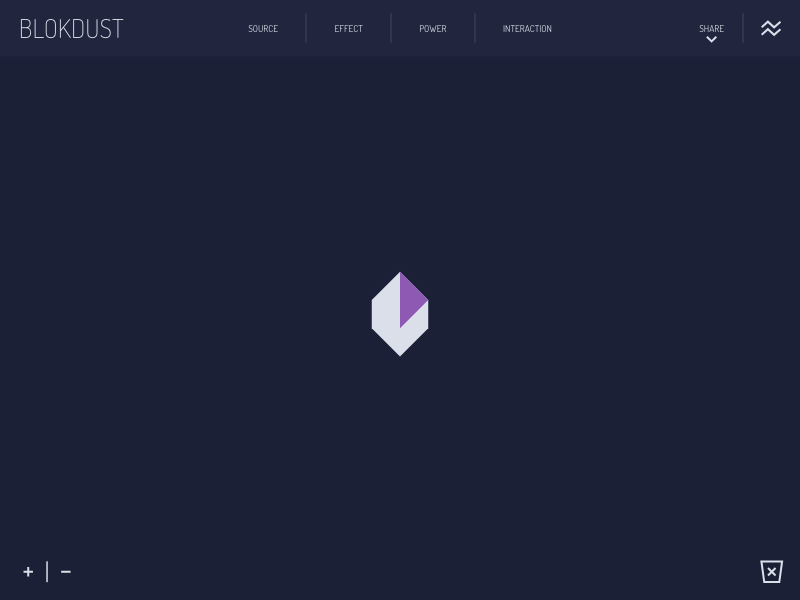 BLOKDUST
SOURCE
EFFECT
POWER
INTERACTION
SHARE